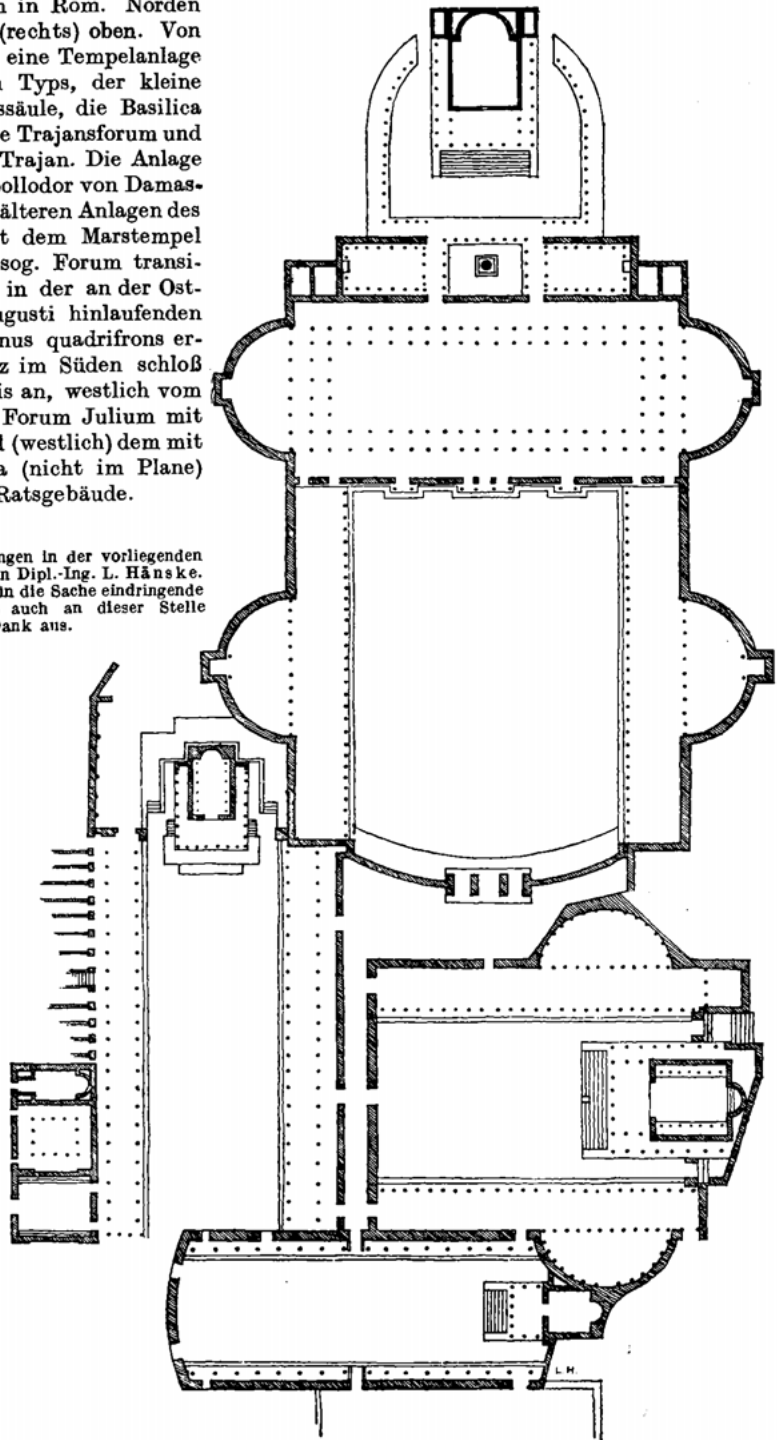 in Rom. Norden
(rechts) oben. Von
eine Tempelanlage
Typs, der kleine
ssäule, die Basilica
e Trajansforum und
Trajan. Die Anlage
ollodor von Damas-
älteren Anlagen des
t dem Marstempel
sog. Forum transi-
in der an der Ost-
gusti hinlaufenden
nus quadrifrons er-
z im Süden schloß
is an, westlich vom
Forum Julium mit
l (westlich) dem mit
a (nicht im Plane)
Ratsgebäude.
ngen in der vorliegenden
n Dipl.-Ing. L. Hänske.
in die Sache eindringende
auch an dieser Stelle
ank aus.
L. H.